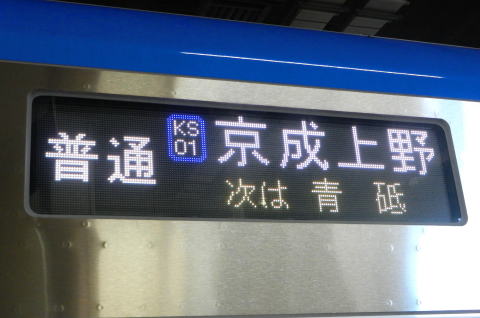 普通 KS 01 京成上野
次は 青砥